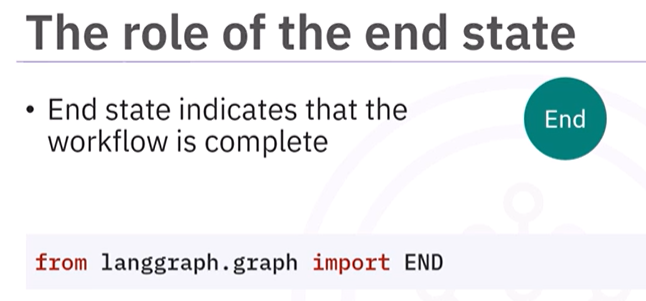 The role of the end state
• End state indicates that the
workflow is complete
End
from langgraph.graph import END